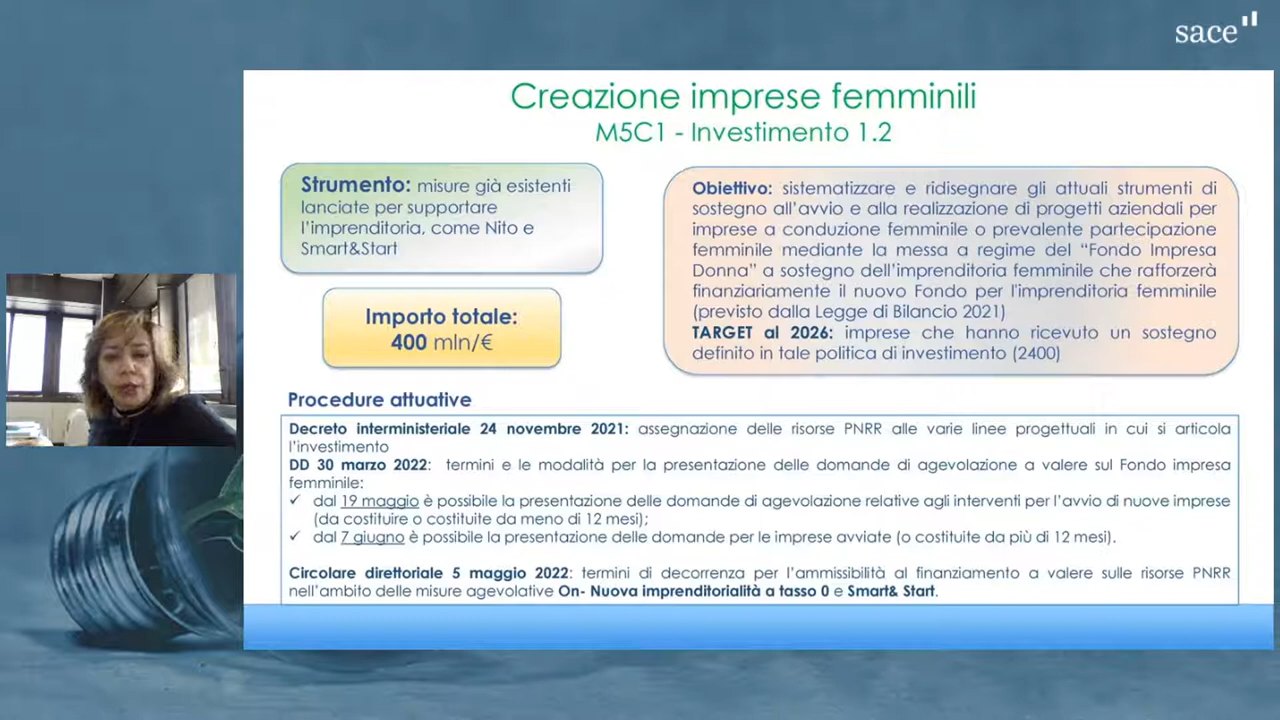 sace
Creazione imprese femminili
M5C1 - Investimento 1.2
Strumento: misure già esistenti
lanciate per supportare
l'imprenditoria, come Nito e
Smart&Start
Importo totale:
400 mln/€
Obiettivo: sistematizzare e ridisegnare gli attuali strumenti di
sostegno all'avvio e alla realizzazione di progetti aziendali per
imprese a conduzione femminile o prevalente partecipazione
femminile mediante la messa a regime del “Fondo Impresa
Donna” a sostegno dell'imprenditoria femminile che rafforzerà
finanziariamente il nuovo Fondo per l'imprenditoria femminile
(previsto dalla Legge di Bilancio 2021)
TARGET al 2026: imprese che hanno ricevuto un sostegno
definito in tale politica di investimento (2400)
Procedure attuative
Decreto interministeriale 24 novembre 2021: assegnazione delle risorse PNRR alle varie linee progettuali in cui si articola
l'investimento
DD 30 marzo 2022: termini e le modalità per la presentazione delle domande di agevolazione a valere sul Fondo impresa
femminile:
✓ dal 19 maggio è possibile la presentazione delle domande di agevolazione relative agli interventi per l'avvio di nuove imprese
(da costituire o costituite da meno di 12 mesi);
✓ dal 7 giugno è possibile la presentazione delle domande per le imprese avviate (o costituite da più di 12 mesi).
Circolare direttoriale 5 maggio 2022: termini di decorrenza per l'ammissibilità al finanziamento a valere sulle risorse PNRR
nell'ambito delle misure agevolative On- Nuova imprenditorialità a tasso 0 e Smart& Start.